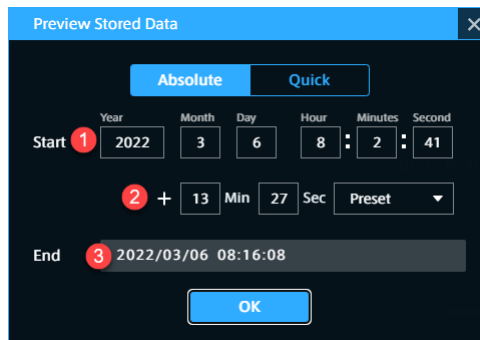 Preview Stored Data
Absolute Quick
Year Month Day Hour Minutes Second
Start 1 2022 3 6 8 : 2 : 41
2 + 13 Min 27 Sec Preset
End 3 2022/03/06 08:16:08
OK